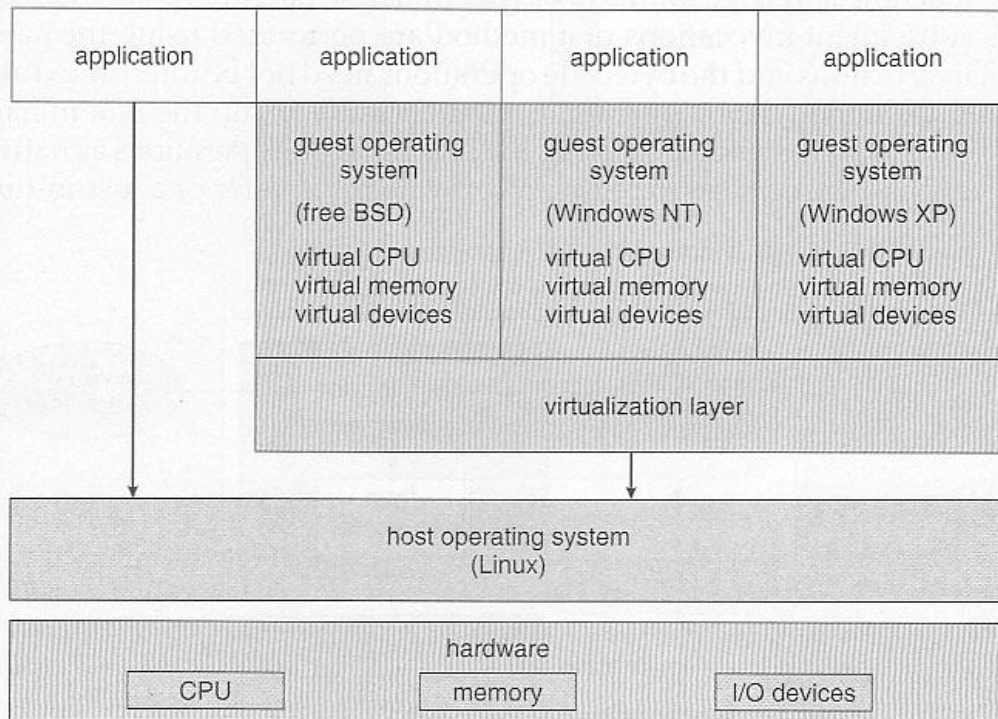 application
application
application
application
guest operating
system
(free BSD)
virtual CPU
virtual memory
virtual devices
guest operating
system
(Windows NT)
virtual CPU
virtual memory
virtual devices
guest operating
system
(Windows XP)
virtual CPU
virtual memory
virtual devices
virtualization layer
host operating system
(Linux)
hardware
CPU
memory
I/O devices